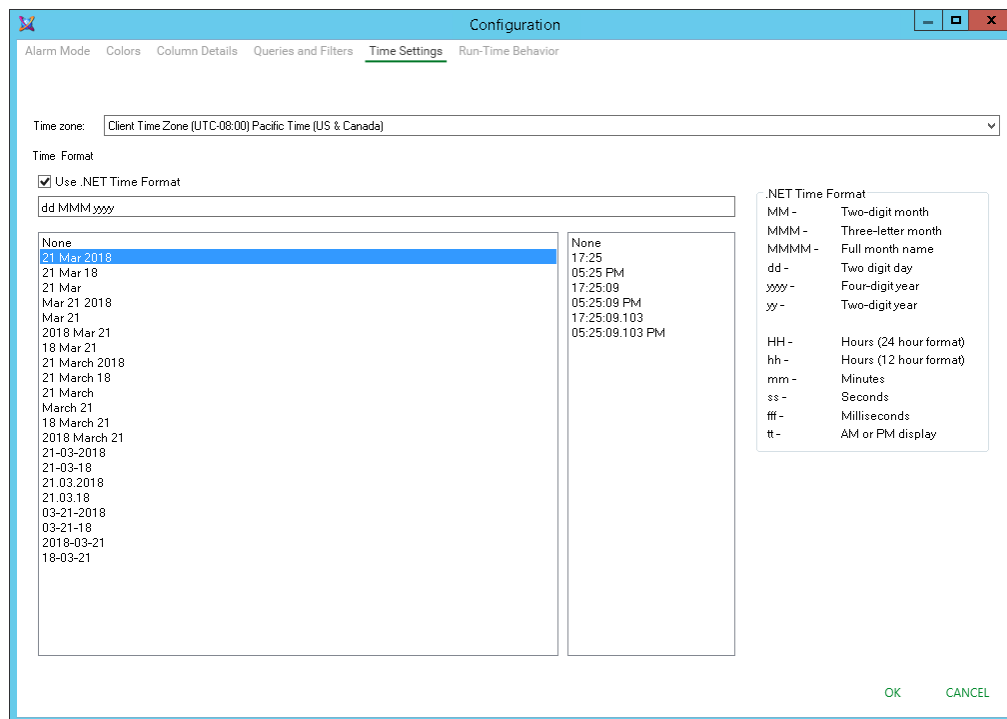 Configuration
Alarm Mode Colors Column Details Queries and Filters Time Settings Run-Time Behavior
Time zone: Client Time Zone (UTC-08:00) Pacific Time (US & Canada)
Time Format
Use .NET Time Format
dd MMM yyyy
None
21 Mar 2018
21 Mar 18
21 Mar
Mar 21 2018
Mar 21
2018 Mar 21
18 Mar 21
21 March 2018
21 March 18
21 March
March 21
18 March 21
2018 March 21
21-03-2018
21-03-18
21.03.2018
21.03.18
03-21-2018
03-21-18
2018-03-21
18-03-21
None
17:25
05:25 PM
17:25:09
05:25:09 PM
17:25:09.103
05:25:09.103 PM
.NET Time Format
MM - Two-digit month
MMM - Three-letter month
MMMM - Full month name
dd - Two digit day
yyyy - Four-digit year
yy - Two-digit year
HH - Hours (24 hour format)
hh - Hours (12 hour format)
mm - Minutes
ss - Seconds
fff - Milliseconds
tt - AM or PM display
OK CANCEL